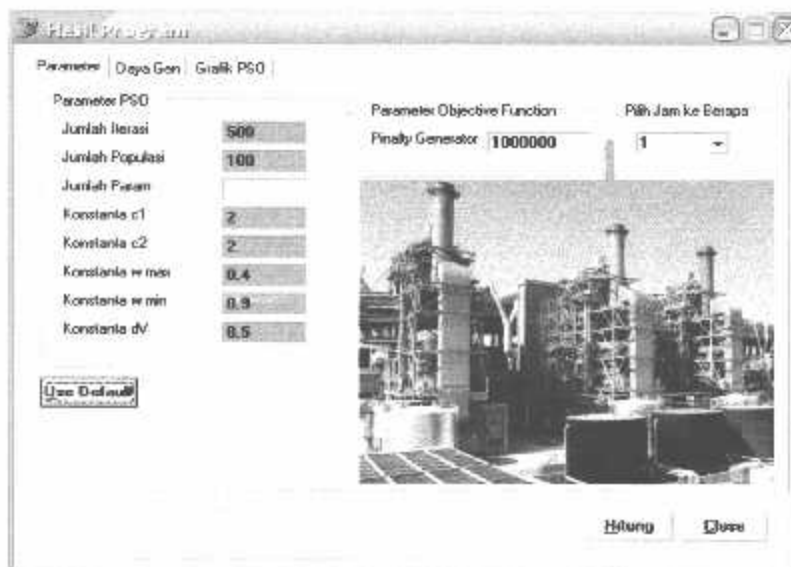 Hasil Program
Parameter Daya Gen Grafik PSO
Parameter PSO
Jumlah Iterasi 500
Jumlah Populasi 100
Jumlah Param
Konstanta c1 2
Konstanta c2 2
Konstanta w max 0.4
Konstanta w min 0.9
Konstanta dV 0.5
Use Default
Parameter Objective Function
Pinalty Generator 1000000
Pilih Jam ke Berapa
1
Hitung Close